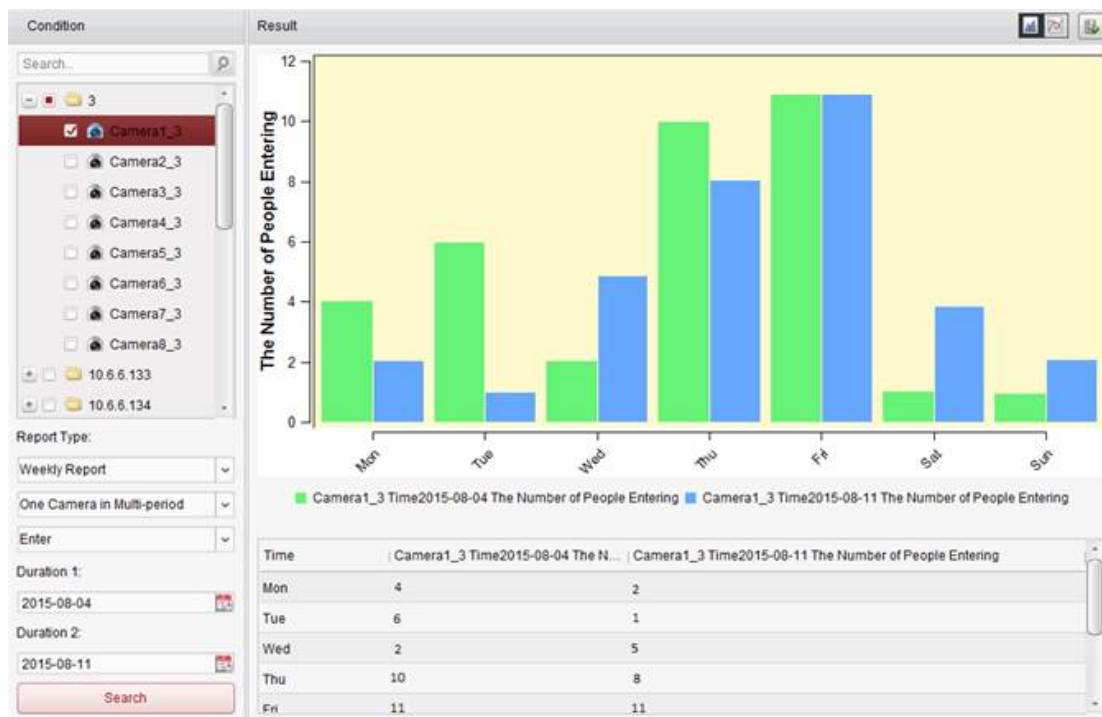 Condition
Search...
3
Camera1_3
Camera2_3
Camera3_3
Camera4_3
Camera5_3
Camera6_3
Camera7_3
Camera8_3
10.6.6.133
10.6.6.134
Report Type:
Weekly Report
One Camera in Multi-period
Enter
Duration 1:
2015-08-04
Duration 2:
2015-08-11
Search
Result
The Number of People Entering
12
10
8
6
4
2
0
Mon Tue Wed Thu Fri Sat Sun
Camera1_3 Time2015-08-04 The Number of People Entering Camera1_3 Time2015-08-11 The Number of People Entering
Time Camera1_3 Time2015-08-04 The N... Camera1_3 Time2015-08-11 The Number of People Entering
Mon 4 2
Tue 6 1
Wed 2 5
Thu 10 8
Fri 11 11